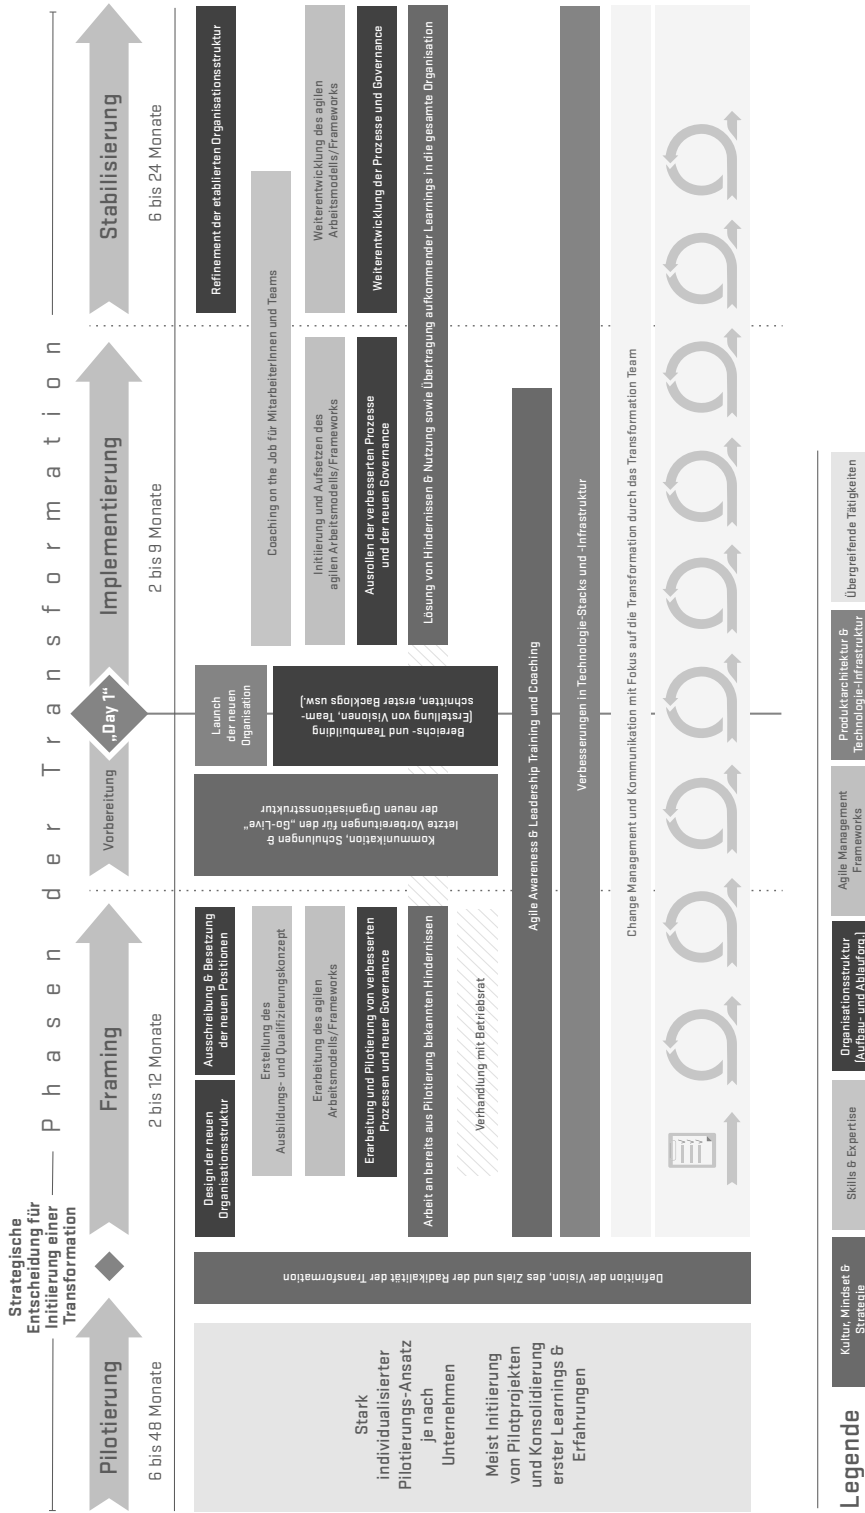 Phasen der Transformation
Strategische
Entscheidung für
Initiierung einer
Transformation
Pilotierung
6 bis 48 Monate
Framing
2 bis 12 Monate
Vorbereitung
„Day 1“
Implementierung
2 bis 9 Monate
Stabilisierung
6 bis 24 Monate
Stark
individualisierter
Pilotierungs-Ansatz
je nach
Unternehmen
Meist Initiierung
von Pilotprojekten
und Konsolidierung
erster Learnings &
Erfahrungen
Definition der Vision, des Ziels und der Radikalität der Transformation
Design der neuen
Organisationsstruktur
Ausschreibung & Besetzung
der neuen Positionen
Erstellung des
Ausbildungs- und Qualifizierungskonzept
Erarbeitung des agilen
Arbeitsmodells/Frameworks
Erarbeitung und Pilotierung von verbesserten
Prozessen und neuer Governance
Arbeit an bereits aus Pilotierung bekannten Hindernissen
Verhandlung mit Betriebsrat
Kommunikation, Schulungen &
letzte Vorbereitungen für den „Go-Live“
der neuen Organisationsstruktur
Launch
der neuen
Organisation
Bereichs- und Teambuilding
(Erstellung von Visionen, Team-
schnitten, erster Backlogs usw.)
Coaching on the Job für MitarbeiterInnen und Teams
Initiierung und Aufsetzen des
agilen Arbeitsmodells/Frameworks
Ausrollen der verbesserten Prozesse
und der neuen Governance
Refinement der etablierten Organisationsstruktur
Weiterentwicklung des agilen
Arbeitsmodells/Frameworks
Weiterentwicklung der Prozesse und Governance
Lösung von Hindernissen & Nutzung sowie Übertragung aufkommender Learnings in die gesamte Organisation
Agile Awareness & Leadership Training und Coaching
Verbesserungen in Technologie-Stacks und -Infrastruktur
Change Management und Kommunikation mit Fokus auf die Transformation durch das Transformation Team
Legende
Kultur, Mindset &
Strategie
Skills & Expertise
Organisationsstruktur
(Aufbau- und Ablauforg.)
Agile Management
Frameworks
Produktarchitektur &
Technologie-Infrastruktur
Übergreifende Tätigkeiten